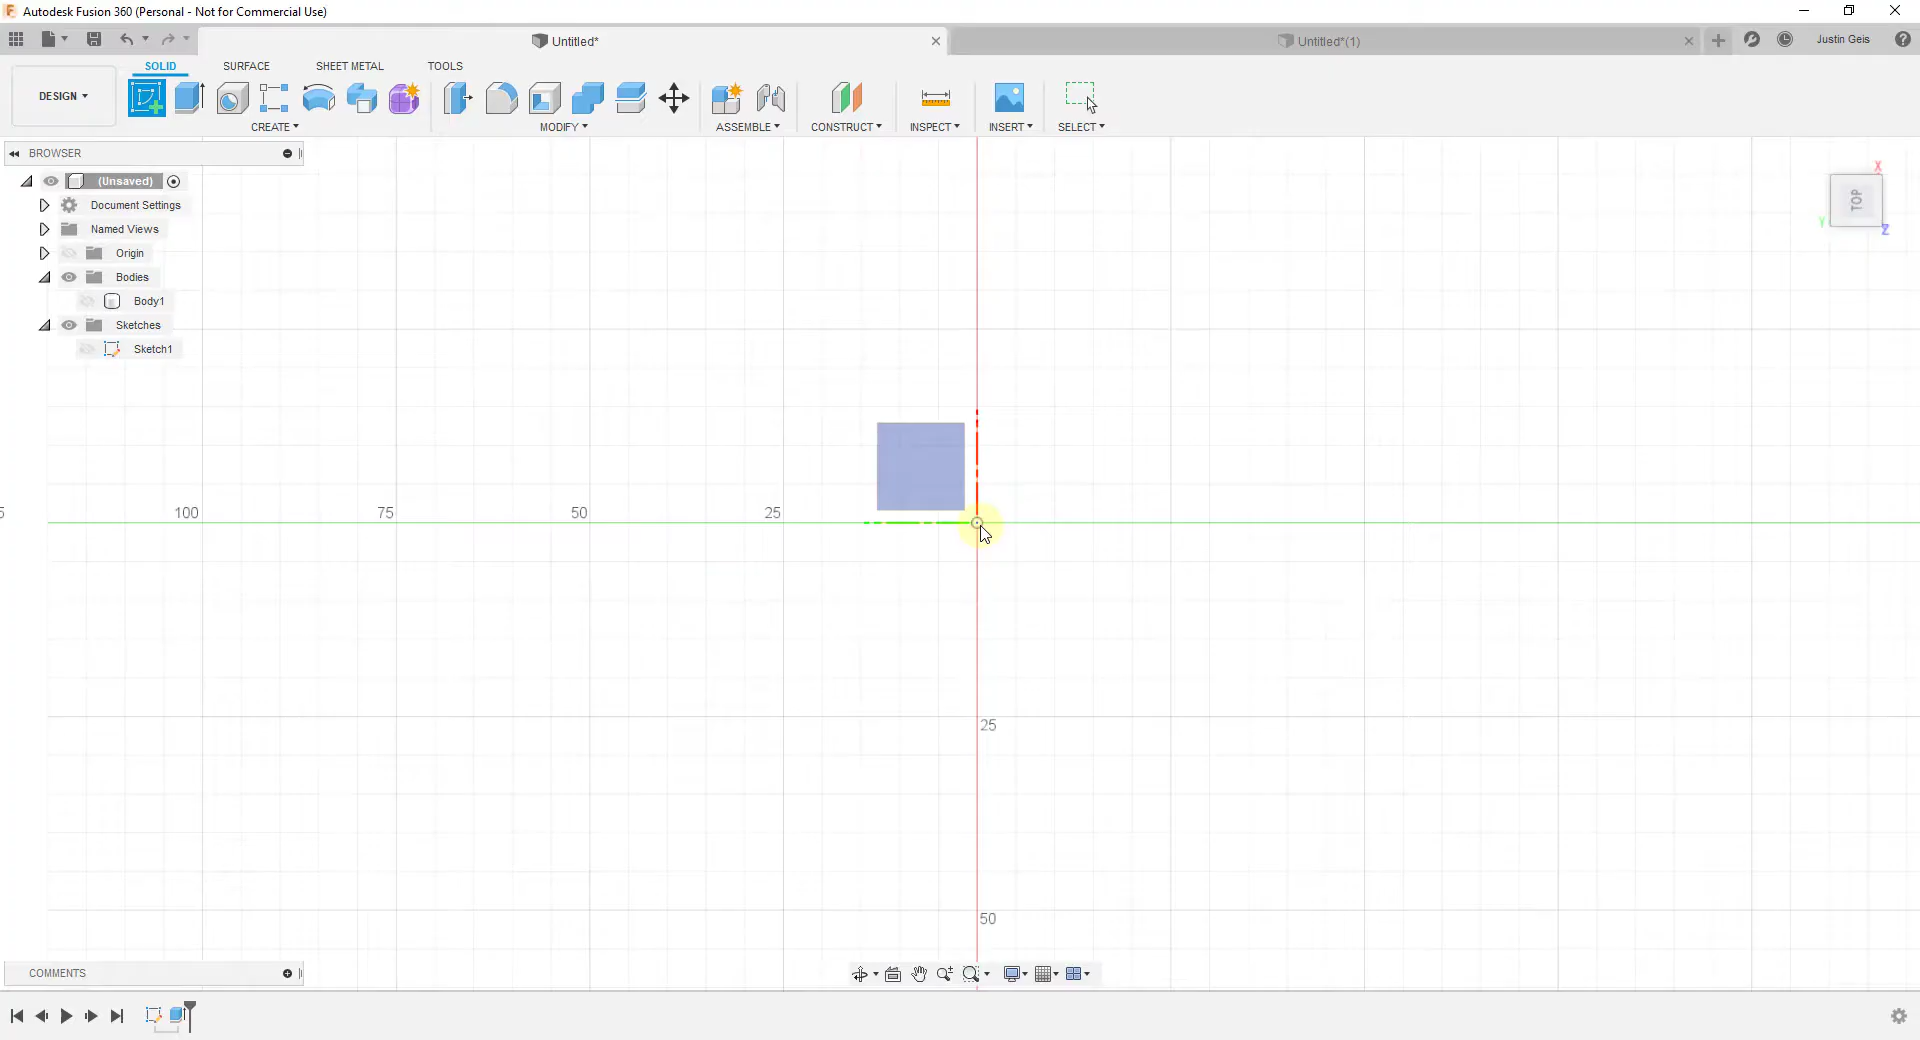 Autodesk Fusion 360 (Personal - Not for Commercial Use)
Untitled*
Untitled*(1)
Justin Geis
DESIGN
SOLID
SURFACE
SHEET METAL
TOOLS
CREATE
MODIFY
ASSEMBLE
CONSTRUCT
INSPECT
INSERT
SELECT
BROWSER
(Unsaved)
Document Settings
Named Views
Origin
Bodies
Body1
Sketches
Sketch1
X
TOP
Y
Z
5
100
75
50
25
25
50
COMMENTS